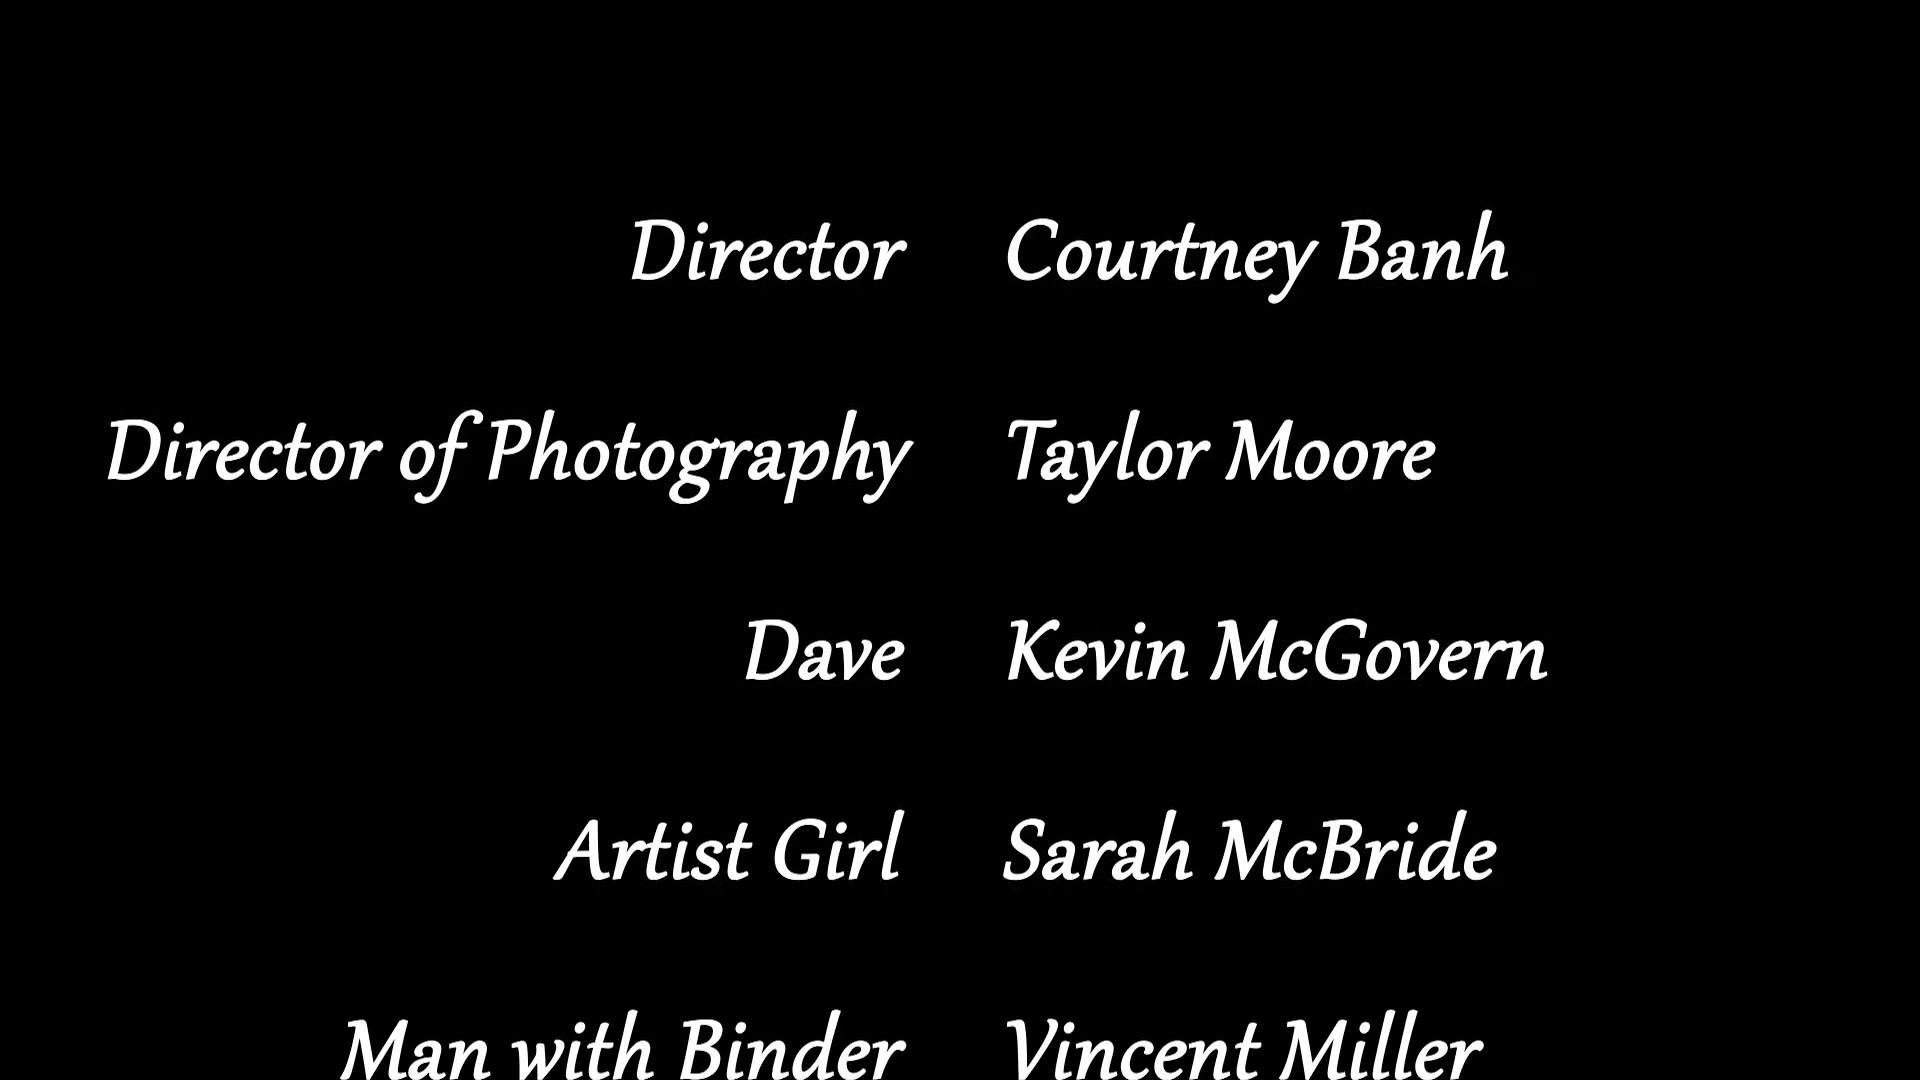 Director Courtney Banh
Director of Photography Taylor Moore
Dave Kevin McGovern
Artist Girl Sarah McBride
Man with Binder Vincent Miller